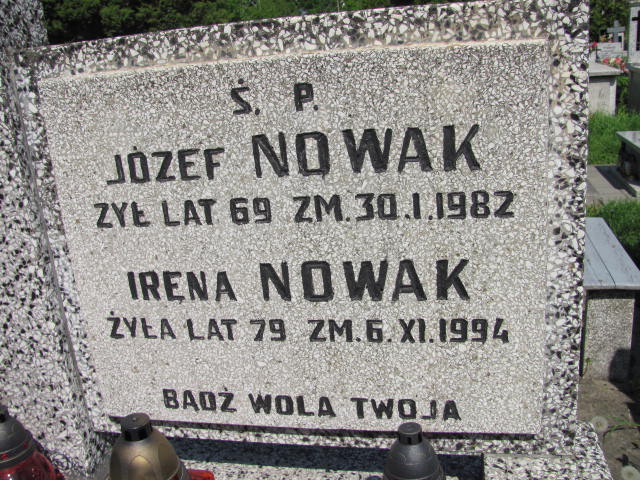 Ś. P.
JÓZEF NOWAK
ŻYŁ LAT 69 ZM. 30.I.1982
IRENA NOWAK
ŻYŁA LAT 79 ZM. 6.XI.1994
BĄDŹ WOLA TWOJA